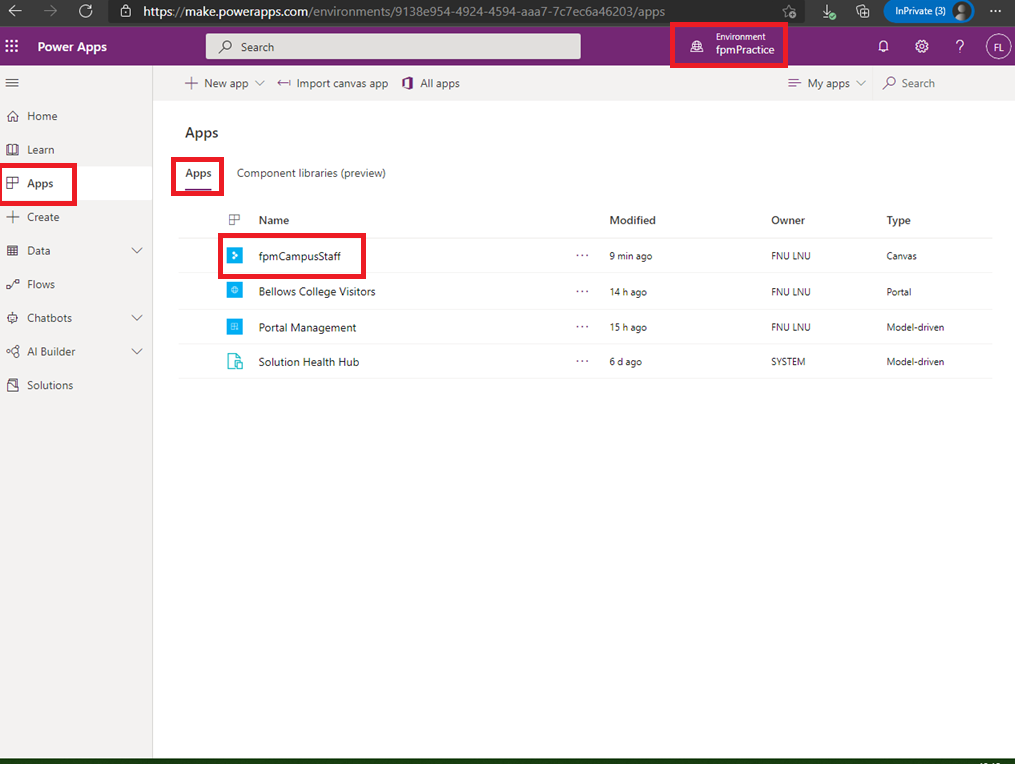 https://make.powerapps.com/environments/9138e954-4924-4594-aaa7-7c7ec6a46203/apps
InPrivate (3)
Power Apps
Search
Environment
fpmPractice
?
FL
New app
Import canvas app
All apps
My apps
Search
Home
Learn
Apps
Create
Data
Flows
Chatbots
AI Builder
Solutions
Apps
Apps
Component libraries (preview)
Name Modified Owner Type
fpmCampusStaff ... 9 min ago FNU LNU Canvas
Bellows College Visitors ... 14 h ago FNU LNU Portal
Portal Management ... 15 h ago FNU LNU Model-driven
Solution Health Hub ... 6 d ago SYSTEM Model-driven